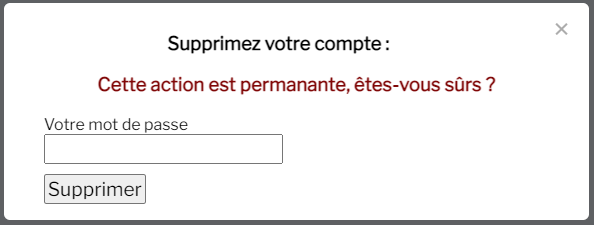 ×
Supprimez votre compte :
Cette action est permanante, êtes-vous sûrs ?
Votre mot de passe
Supprimer